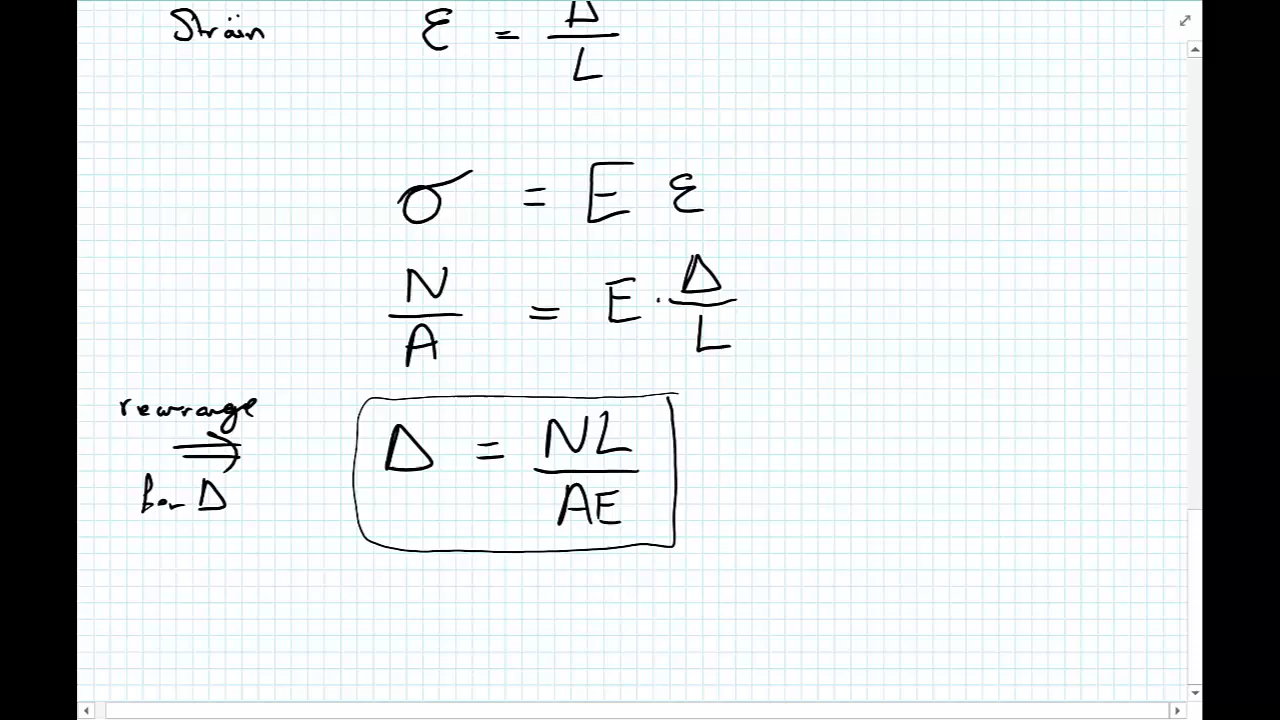 Strain ε = Δ/L
σ = E ε
N/A = E · Δ/L
rearrange
⇒ Δ = NL/AE
for Δ